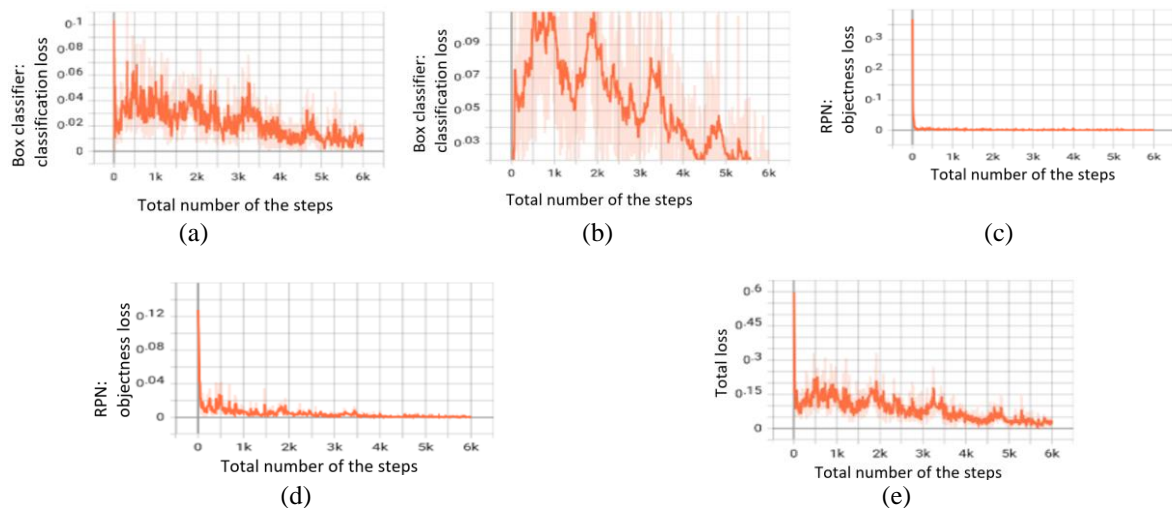 Box classifier:
classification loss
0.1
0.08
0.06
0.04
0.02
0
0 1k 2k 3k 4k 5k 6k
Total number of the steps
(a)
Box classifier:
classification loss
0.09
0.07
0.05
0.03
0 1k 2k 3k 4k 5k 6k
Total number of the steps
(b)
RPN:
objectness loss
0.3
0.2
0.1
0
0 1k 2k 3k 4k 5k 6k
Total number of the steps
(c)
RPN:
objectness loss
0.12
0.08
0.04
0
0 1k 2k 3k 4k 5k 6k
Total number of the steps
(d)
Total loss
0.6
0.45
0.3
0.15
0
0 1k 2k 3k 4k 5k 6k
Total number of the steps
(e)